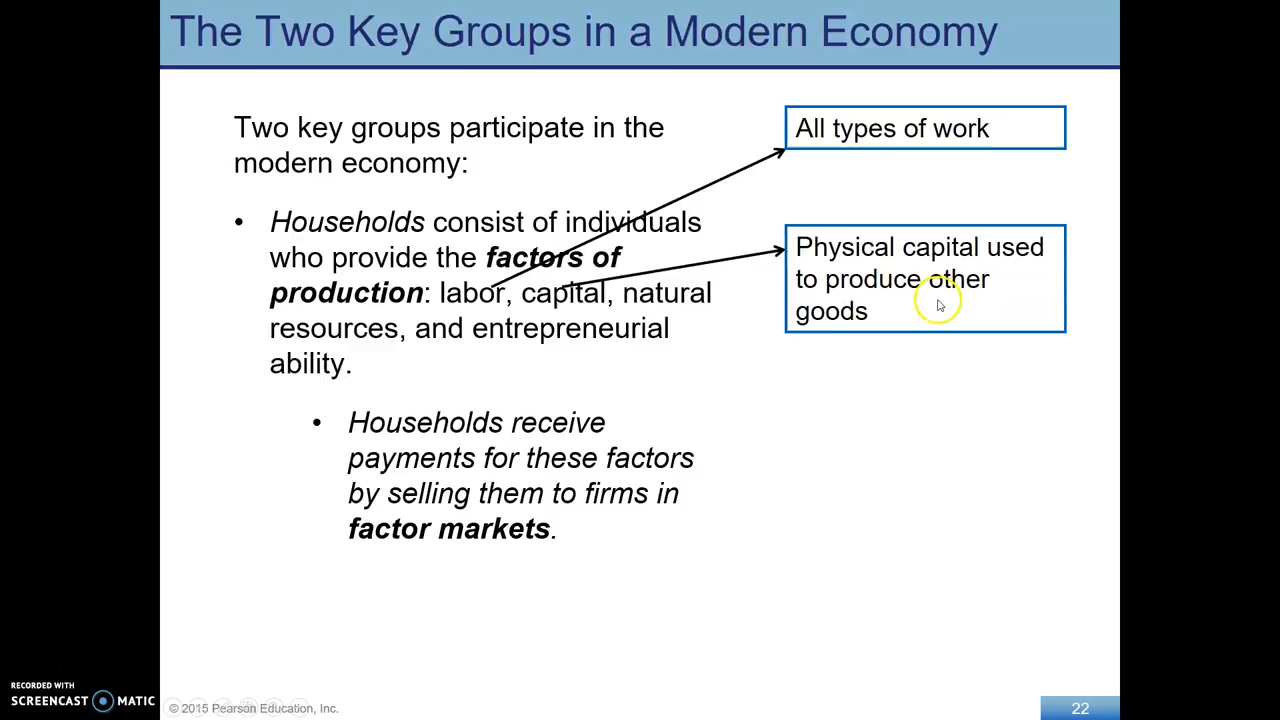 The Two Key Groups in a Modern Economy
Two key groups participate in the
modern economy:
• Households consist of individuals
who provide the factors of
production: labor, capital, natural
resources, and entrepreneurial
ability.
• Households receive
payments for these factors
by selling them to firms in
factor markets.
All types of work
Physical capital used
to produce other
goods
RECORDED WITH
SCREENCAST MATIC
© 2015 Pearson Education, Inc.
22